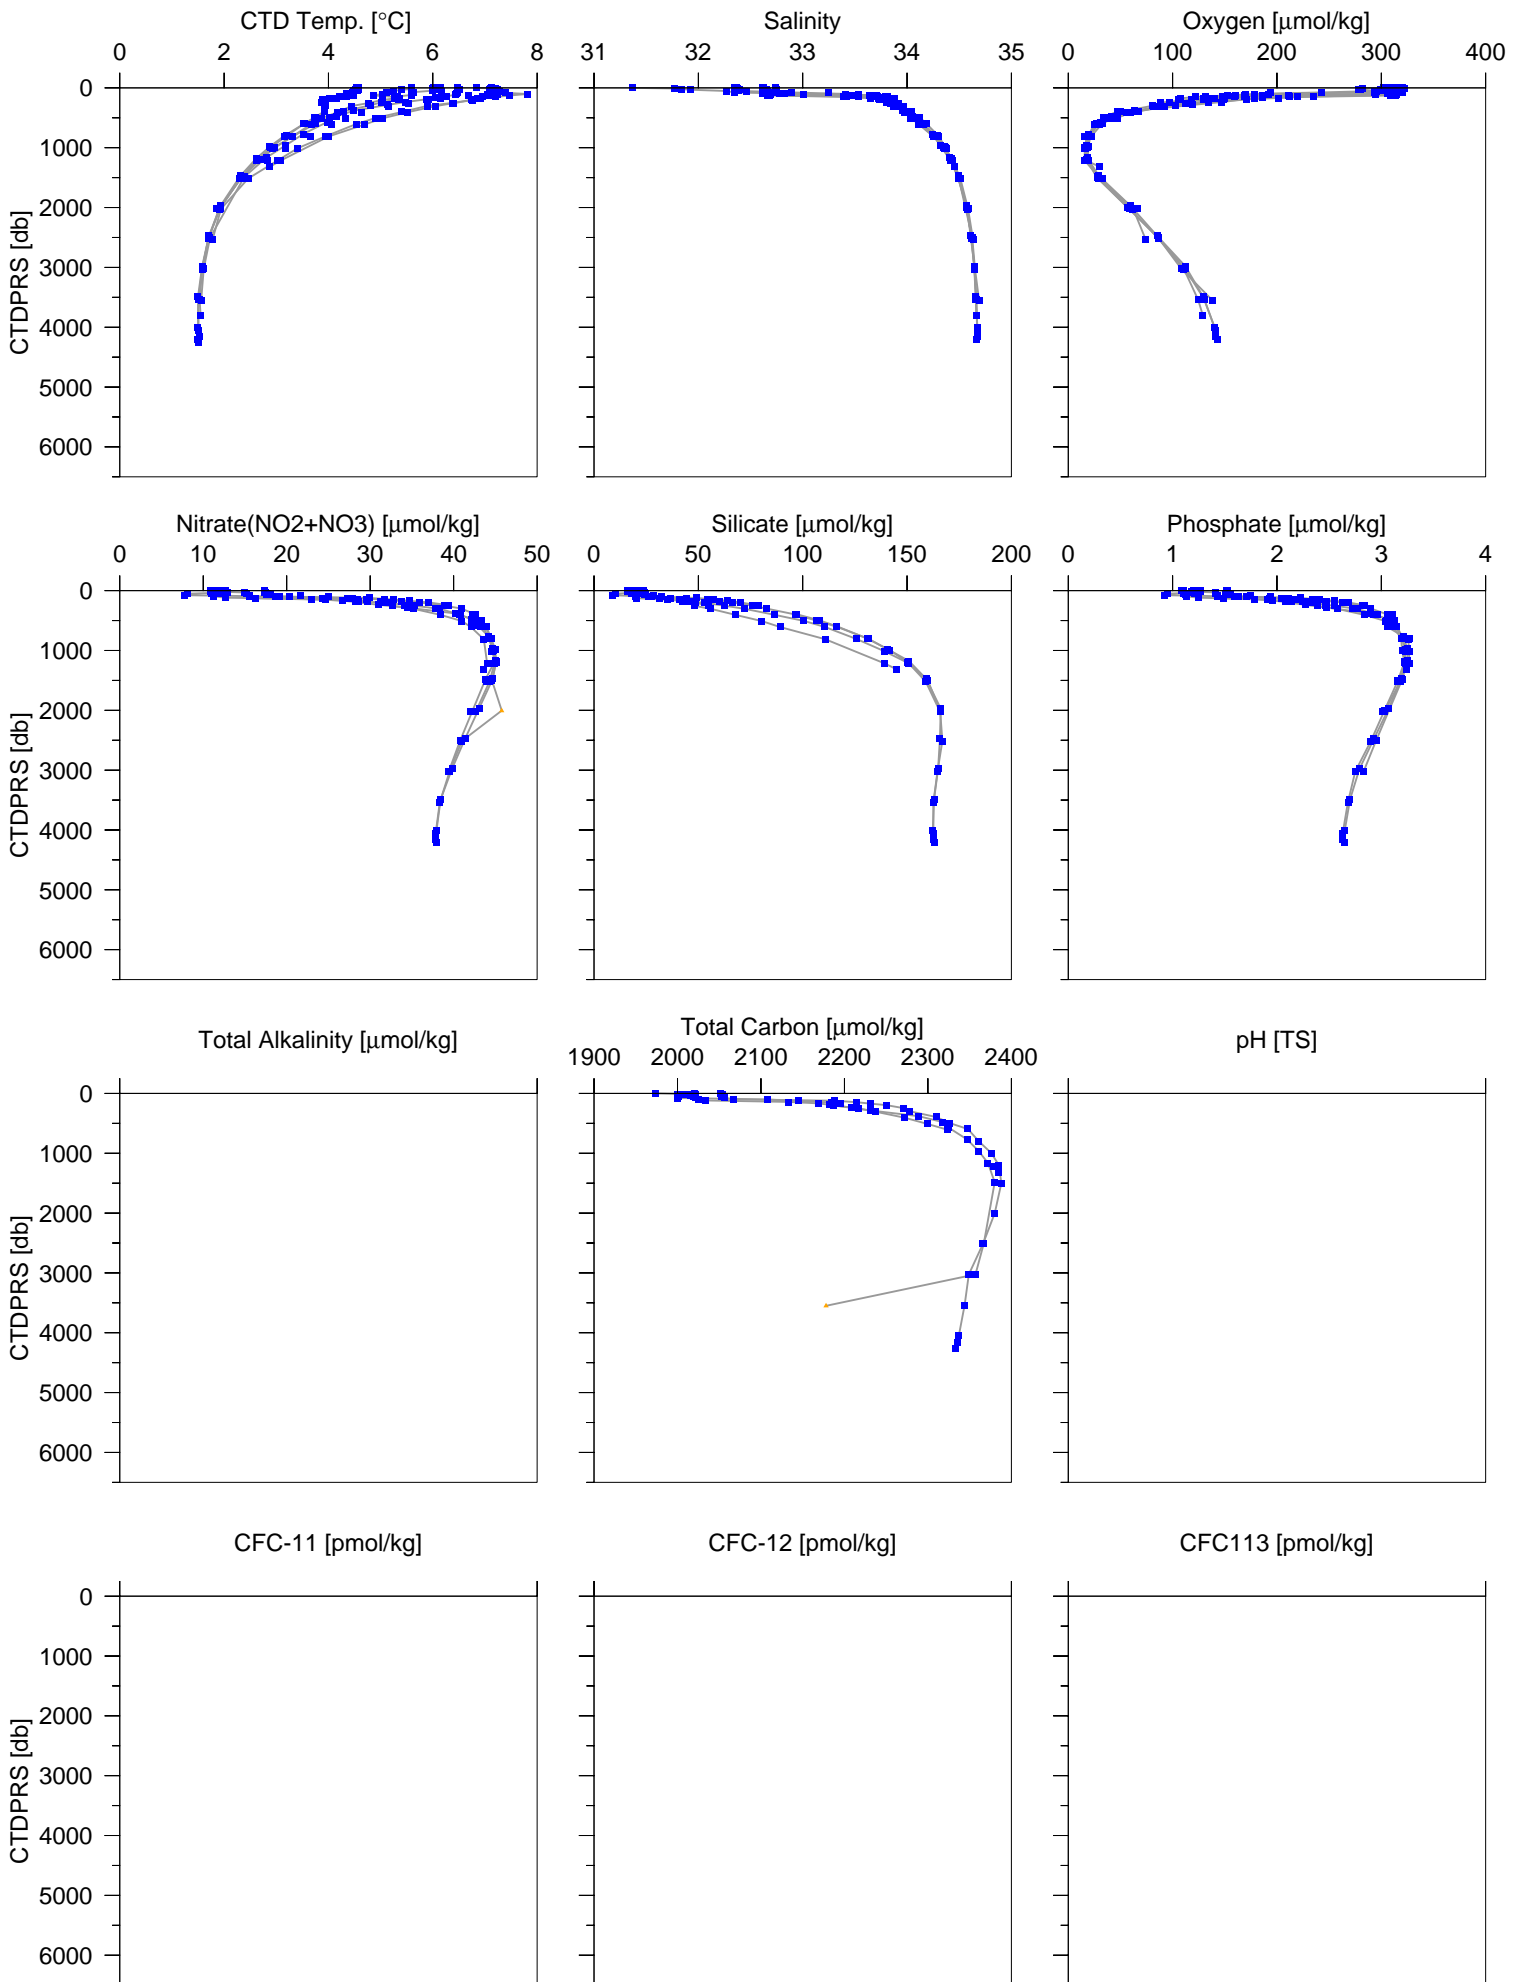 CTD Temp. [°C] Salinity Oxygen [μmol/kg]
0 2 4 6 8 31 32 33 34 35 0 100 200 300 400
0
1000
2000
3000
4000
5000
6000
CTDPRS [db]
Nitrate(NO2+NO3) [μmol/kg] Silicate [μmol/kg] Phosphate [μmol/kg]
0 10 20 30 40 50 0 50 100 150 200 0 1 2 3 4
0
1000
2000
3000
4000
5000
6000
CTDPRS [db]
Total Alkalinity [μmol/kg] Total Carbon [μmol/kg] pH [TS]
1900 2000 2100 2200 2300 2400
0
1000
2000
3000
4000
5000
6000
CTDPRS [db]
CFC-11 [pmol/kg] CFC-12 [pmol/kg] CFC113 [pmol/kg]
0
1000
2000
3000
4000
5000
6000
CTDPRS [db]